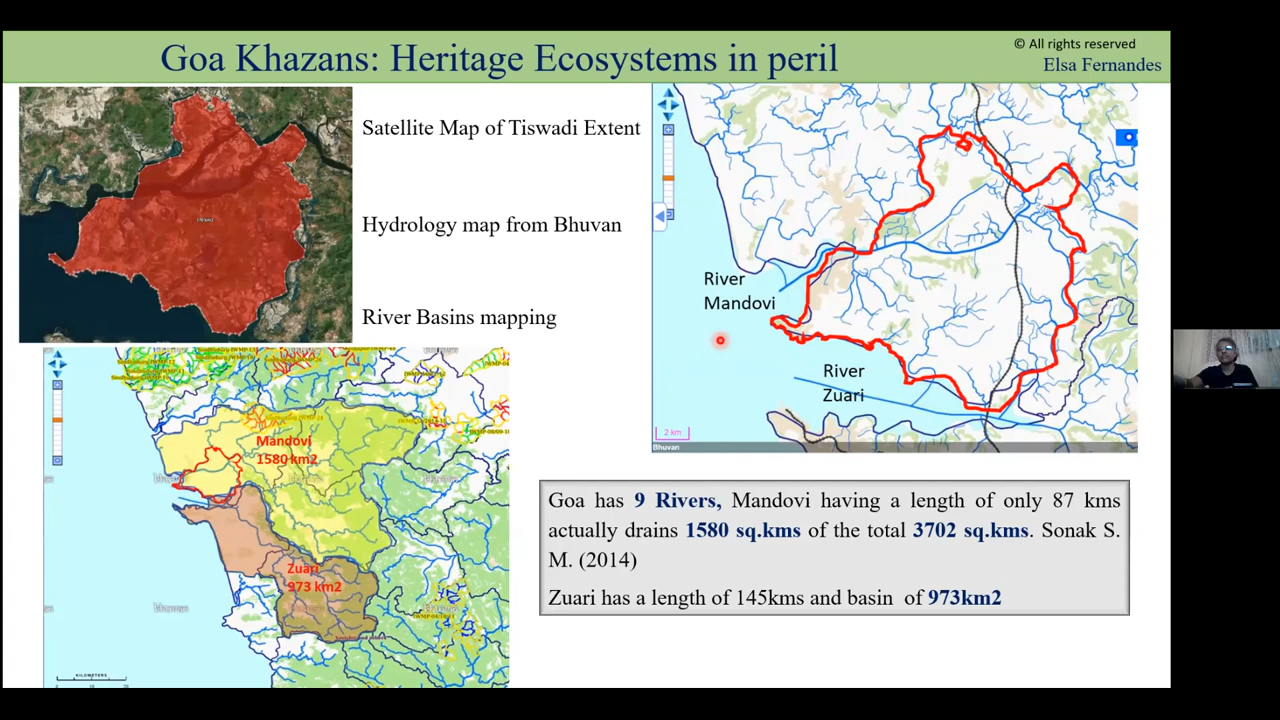 Goa Khazans: Heritage Ecosystems in peril
© All rights reserved
Elsa Fernandes
Satellite Map of Tiswadi Extent
Hydrology map from Bhuvan
River Basins mapping
River
Mandovi
River
Zuari
2 km
Bhuvan
Mandovi
1580 km2
Zuari
973 km2
KILOMETERS
Goa has 9 Rivers, Mandovi having a length of only 87 kms
actually drains 1580 sq.kms of the total 3702 sq.kms. Sonak S.
M. (2014)
Zuari has a length of 145kms and basin of 973km2